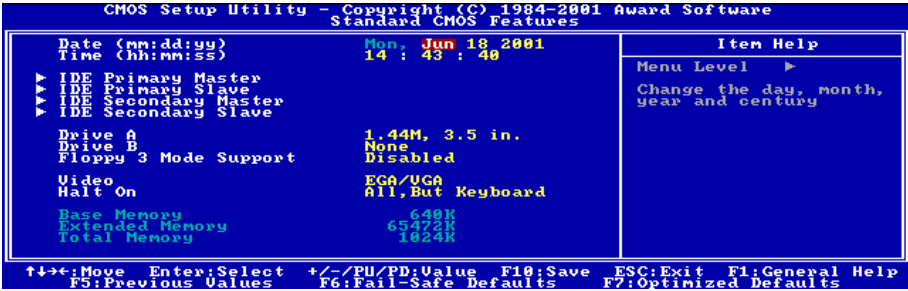 CMOS Setup Utility - Copyright (C) 1984-2001 Award Software
Standard CMOS Features
Date (mm:dd:yy) Mon, Jun 18 2001
Time (hh:mm:ss) 14 : 43 : 40
► IDE Primary Master
► IDE Primary Slave
► IDE Secondary Master
► IDE Secondary Slave
Drive A 1.44M, 3.5 in.
Drive B None
Floppy 3 Mode Support Disabled
Video EGA/VGA
Halt On All,But Keyboard
Base Memory 640K
Extended Memory 65472K
Total Memory 1024K
Item Help
Menu Level ►
Change the day, month,
year and century
↑↓→←:Move Enter:Select +/-/PU/PD:Value F10:Save ESC:Exit F1:General Help
F5:Previous Values F6:Fail-Safe Defaults F7:Optimized Defaults